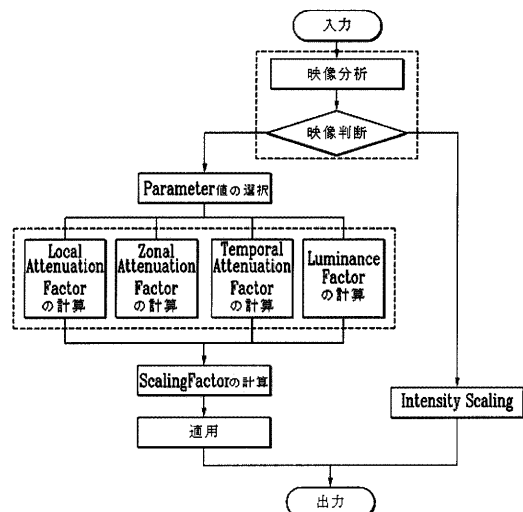 入力
映像分析
映像判断
Parameter値の選択
Local
Attenuation
Factor
の計算
Zonal
Attenuation
Factor
の計算
Temporal
Attenuation
Factor
の計算
Luminance
Factor
の計算
ScalingFactorの計算
Intensity Scaling
適用
出力